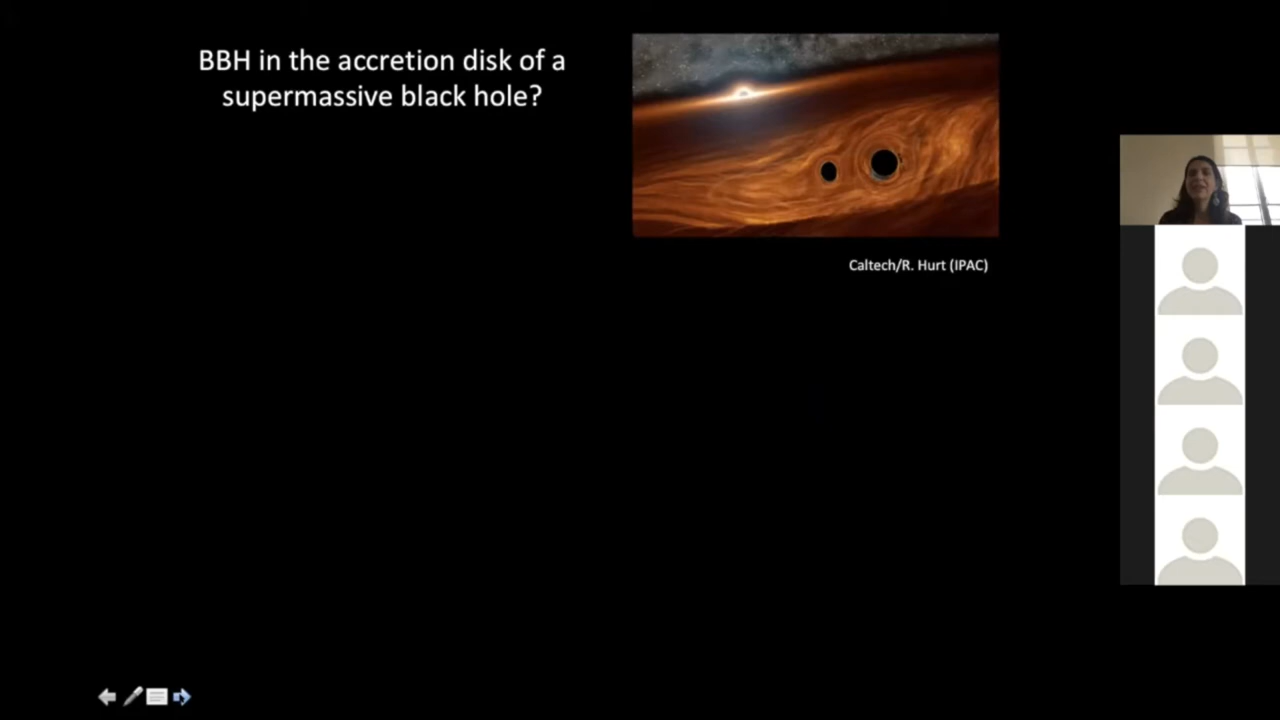 BBH in the accretion disk of a
supermassive black hole?
Caltech/R. Hurt (IPAC)